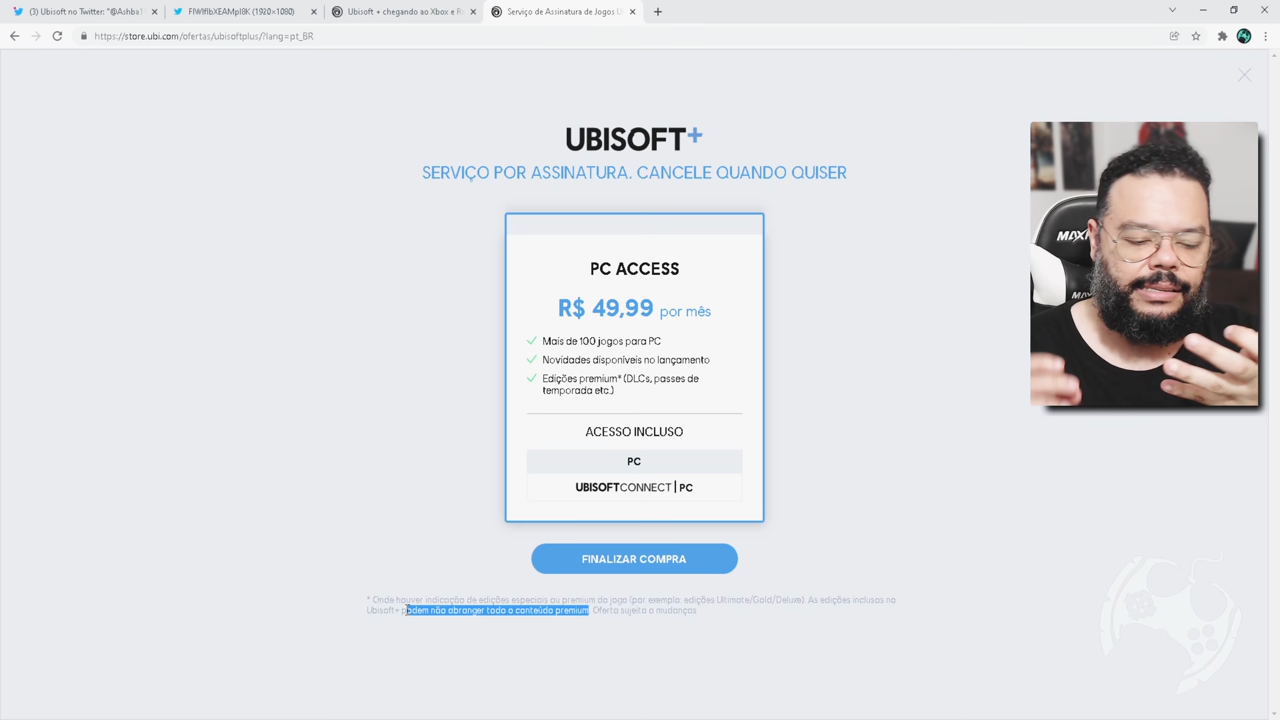 (3) Ubisoft no Twitter: "@Ashba
FIWIfIbXEAMpI8K (1920×1080)
Ubisoft + chegando ao Xbox e R
Serviço de Assinatura de Jogos U
https://store.ubi.com/ofertas/ubisoftplus/?lang=pt_BR
UBISOFT+
SERVIÇO POR ASSINATURA. CANCELE QUANDO QUISER
PC ACCESS
R$ 49,99 por mês
Mais de 100 jogos para PC
Novidades disponíveis no lançamento
Edições premium* (DLCs, passes de
temporada etc.)
ACESSO INCLUSO
PC
UBISOFTCONNECT | PC
FINALIZAR COMPRA
* Onde houver indicação de edições especiais ou premium do jogo (por exemplo: edições Ultimate/Gold/Deluxe). As edições inclusas no
Ubisoft+ podem não abranger todo o conteúdo premium. Oferta sujeita a mudanças